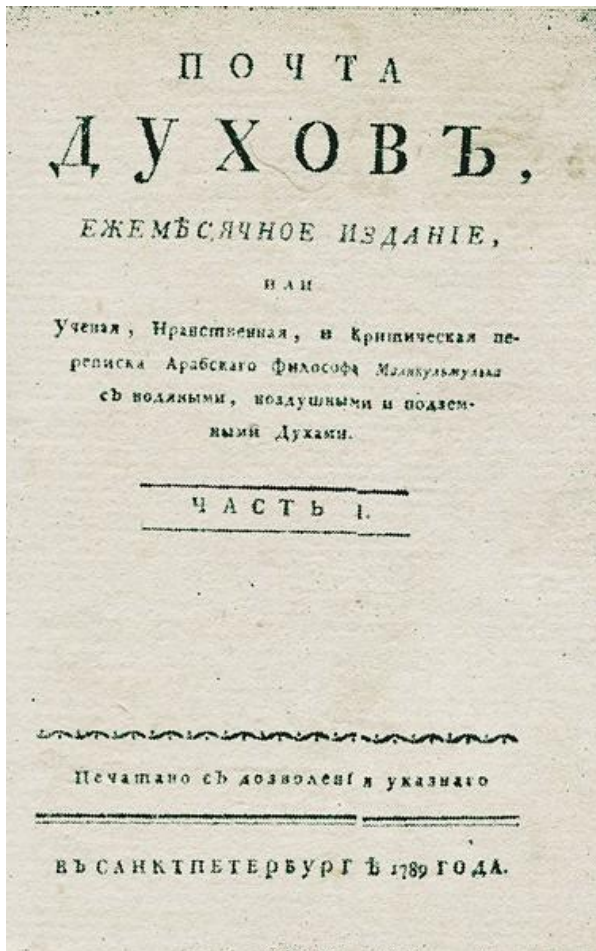 ПОЧТА
ДУХОВЪ,
ЕЖЕМѢСЯЧНОЕ ИЗДАНІЕ,
или
Ученая, Нравственная, и Критическая пе-
реписка Арабскаго философа Маликульмулька
съ водяными, воздушными и подзем-
ными Духами.
ЧАСТЬ I.
Печатано съ дозволенія указнаго
ВЪ САНКТПЕТЕРБУРГѢ 1789 ГОДА.